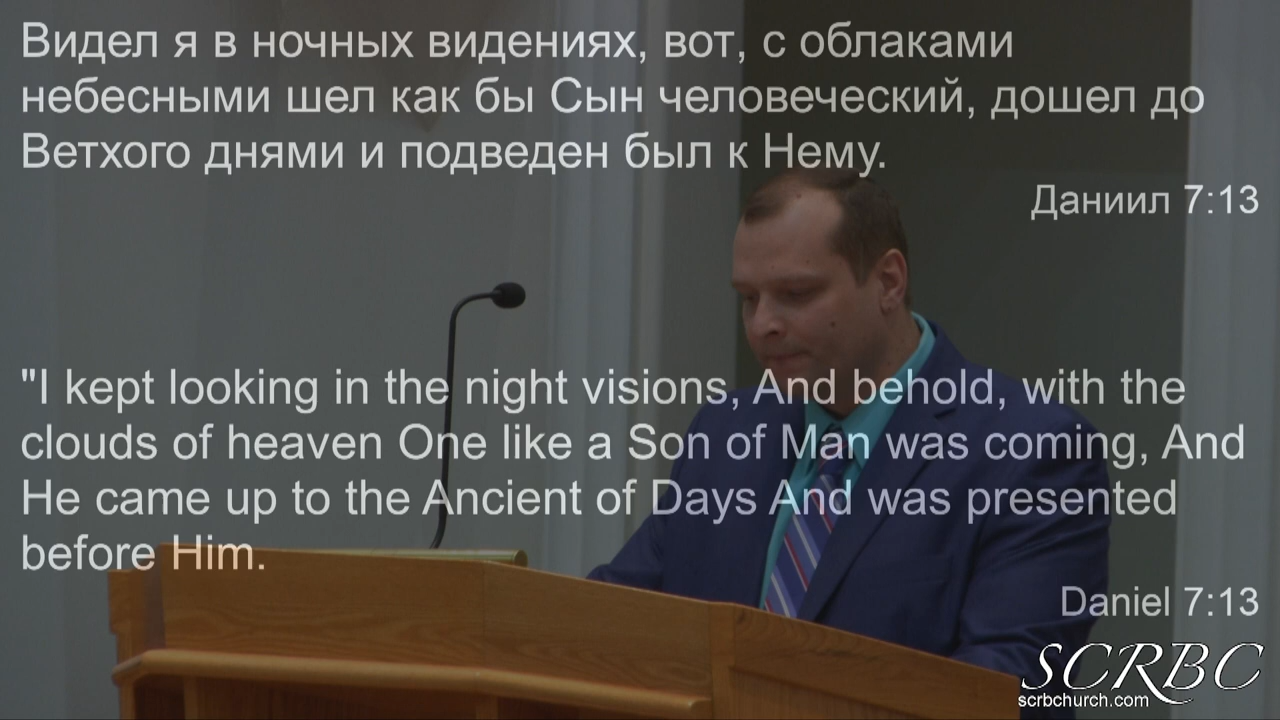 Видел я в ночных видениях, вот, с облаками
небесными шел как бы Сын человеческий, дошел до
Ветхого днями и подведен был к Нему.
Даниил 7:13
"I kept looking in the night visions, And behold, with the
clouds of heaven One like a Son of Man was coming, And
He came up to the Ancient of Days And was presented
before Him.
Daniel 7:13
SCRBC
scrbchurch.com